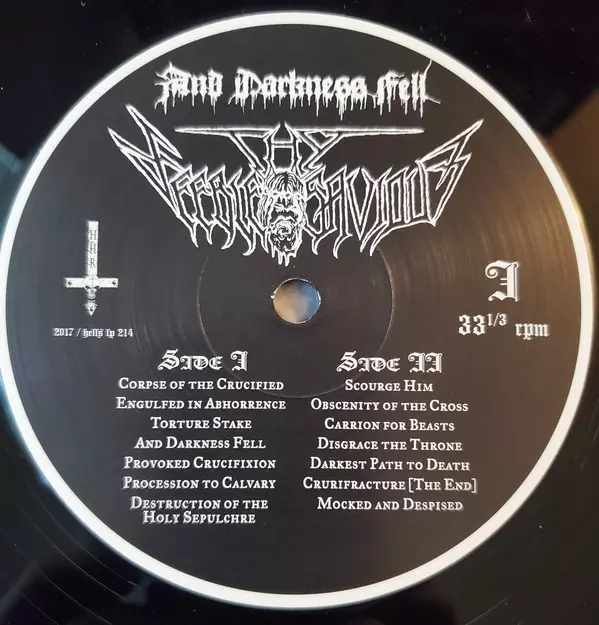 And Darkness Fell
THY
FEEBLE SAVIOUR
HHR
2017 / hells lp 214
I
33 1/3 rpm
Side I
Corpse of the Crucified
Engulfed in Abhorrence
Torture Stake
And Darkness Fell
Provoked Crucifixion
Procession to Calvary
Destruction of the
Holy Sepulchre
Side II
Scourge Him
Obscenity of the Cross
Carrion for Beasts
Disgrace the Throne
Darkest Path to Death
Crurifracture [The End]
Mocked and Despised